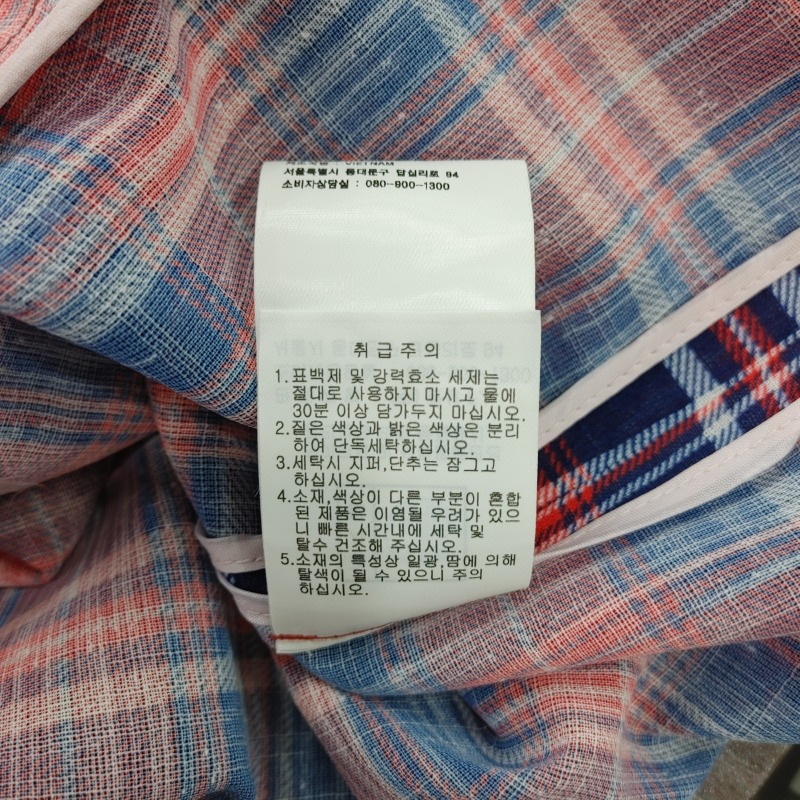 VIETNAM
서울특별시 동대문구 답십리로 94
소비자상담실 : 080-900-1300
취급주의
1.표백제 및 강력효소 세제는
절대로 사용하지 마시고 물에
30분 이상 담가두지 마십시오.
2.짙은 색상과 밝은 색상은 분리
하여 단독세탁하십시오.
3.세탁시 지퍼,단추는 잠그고
하십시오.
4.소재,색상이 다른 부분이 혼합
된 제품은 이염될 우려가 있으
니 빠른 시간내에 세탁 및
탈수 건조해 주십시오.
5.소재의 특성상 일광,땀에 의해
탈색이 될 수 있으니 주의
하십시오.